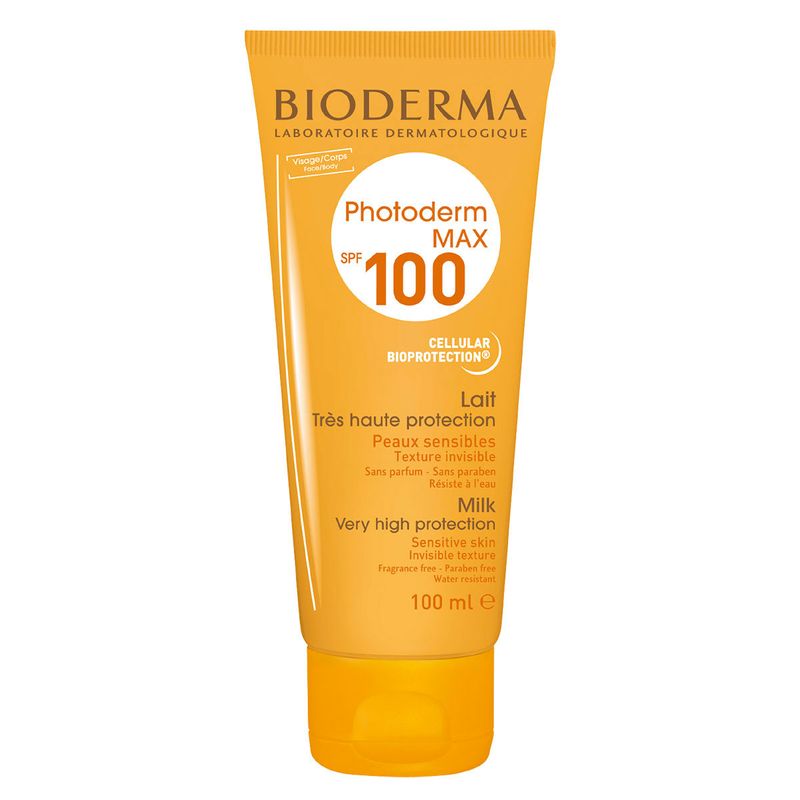 BIODERMA
LABORATOIRE DERMATOLOGIQUE
Visage/Corps
Face/Body
Photoderm
MAX
SPF 100
CELLULAR
BIOPROTECTION®
Lait
Très haute protection
Peaux sensibles
Texture invisible
Sans parfum - Sans paraben
Résiste à l'eau
Milk
Very high protection
Sensitive skin
Invisible texture
Fragrance free - Paraben free
Water resistant
100 ml ℮